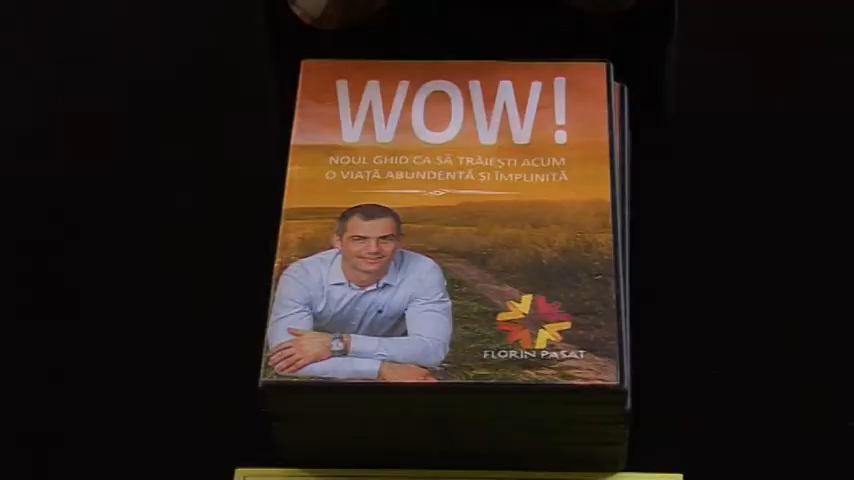 WOW!
NOUL GHID CA SĂ TRĂIEȘTI ACUM
O VIAȚĂ ABUNDENTĂ ȘI ÎMPLINITĂ
FLORIN PASAT